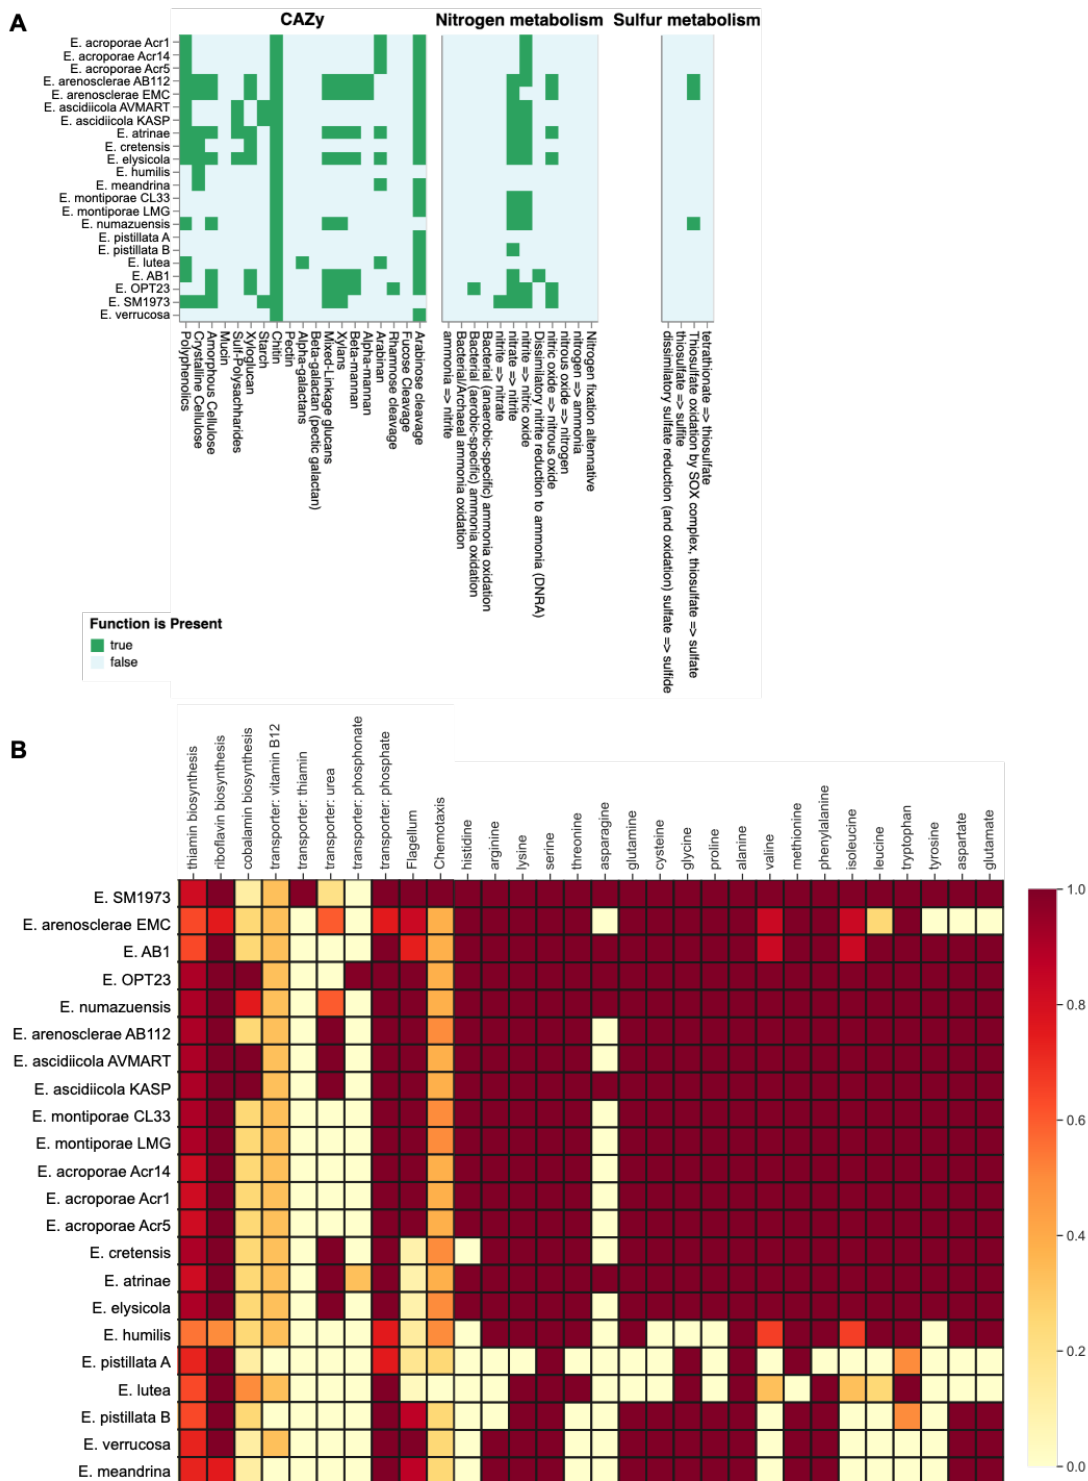 A
CAZy
Nitrogen metabolism
Sulfur metabolism
E. acroporae Acr1
E. acroporae Acr14
E. acroporae Acr5
E. arenosclerae AB112
E. arenosclerae EMC
E. ascidiicola AVMART
E. ascidiicola KASP
E. atrinae
E. cretensis
E. elysicola
E. humilis
E. meandrina
E. montiporae CL33
E. montiporae LMG
E. numazuensis
E. pistillata A
E. pistillata B
E. lutea
E. AB1
E. OPT23
E. SM1973
E. verrucosa
Polyphenolics
Crystalline Cellulose
Amorphous Cellulose
Mucin
Sulf-Polysachharides
Xyloglucan
Starch
Chitin
Pectin
Alpha-galactans
Beta-galactan (pectic galactan)
Mixed-Linkage glucans
Xylans
Beta-mannan
Alpha-mannan
Arabinan
Rhamnose cleavage
Fucose Cleavage
Arabinose cleavage
ammonia => nitrite
Bacterial/Archaeal ammonia oxidation
Bacterial (aerobic-specific) ammonia oxidation
Bacterial (anaerobic-specific) ammonia oxidation
nitrite => nitrate
nitrate => nitrite
nitrite => nitric oxide
Dissimilatory nitrite reduction to ammonia (DNRA)
nitric oxide => nitrous oxide
nitrous oxide => nitrogen
nitrogen => ammonia
Nitrogen fixation altennative
dissimilatory sulfate reduction (and oxidation) sulfate => sulfide
thiosulfate => sulfite
Thiosulfate oxidation by SOX complex, thiosulfate => sulfate
tetrathionate => thiosulfate
Function is Present
true
false
B
thiamin biosynthesis
riboflavin biosynthesis
cobalamin biosynthesis
transporter: vitamin B12
transporter: thiamin
transporter: urea
transporter: phosphonate
transporter: phosphate
Flagellum
Chemotaxis
histidine
arginine
lysine
serine
threonine
asparagine
glutamine
cysteine
glycine
proline
alanine
valine
methionine
phenylalanine
isoleucine
leucine
tryptophan
tyrosine
aspartate
glutamate
E. SM1973
E. arenosclerae EMC
E. AB1
E. OPT23
E. numazuensis
E. arenosclerae AB112
E. ascidiicola AVMART
E. ascidiicola KASP
E. montiporae CL33
E. montiporae LMG
E. acroporae Acr14
E. acroporae Acr1
E. acroporae Acr5
E. cretensis
E. atrinae
E. elysicola
E. humilis
E. pistillata A
E. lutea
E. pistillata B
E. verrucosa
E. meandrina
1.0
0.8
0.6
0.4
0.2
0.0